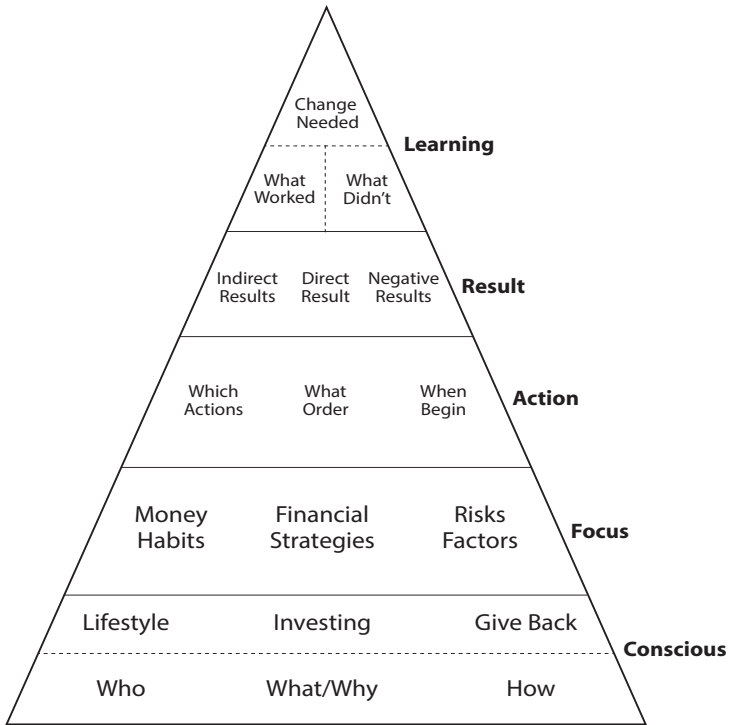 Change
Needed
Learning
What
Worked
What
Didn't
Indirect
Results
Direct
Result
Negative
Results
Result
Which
Actions
What
Order
When
Begin
Action
Money
Habits
Financial
Strategies
Risks
Factors
Focus
Lifestyle
Investing
Give Back
Conscious
Who
What/Why
How